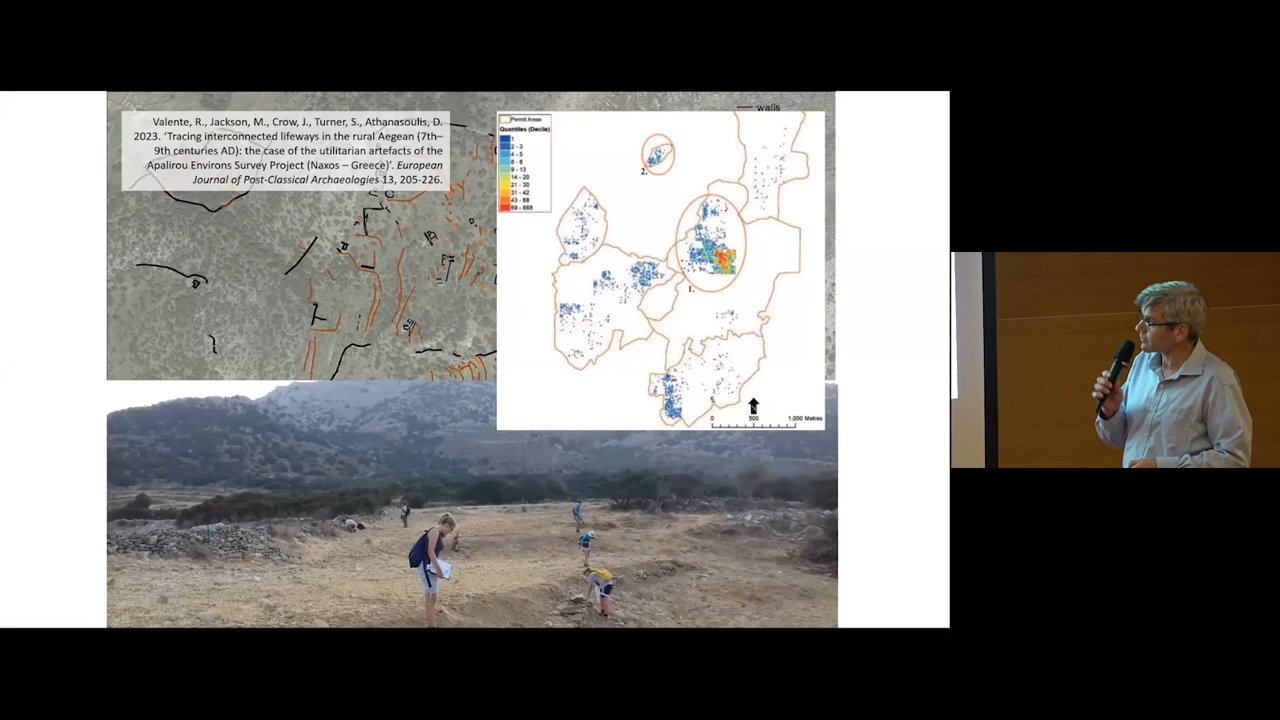 Valente, R., Jackson, M., Crow, J., Turner, S., Athanasoulis, D.
2023. 'Tracing interconnected lifeways in the rural Aegean (7th–
9th centuries AD): the case of the utilitarian artefacts of the
Apalirou Environs Survey Project (Naxos – Greece)'. European
Journal of Post-Classical Archaeologies 13, 205-226.
walls
Permit Areas
Quantiles (Decile)
1
2 - 3
4 - 5
6 - 8
9 - 13
14 - 20
21 - 30
31 - 42
43 - 68
69 - 668
2.
1.
N
0 500 1,000 Metres